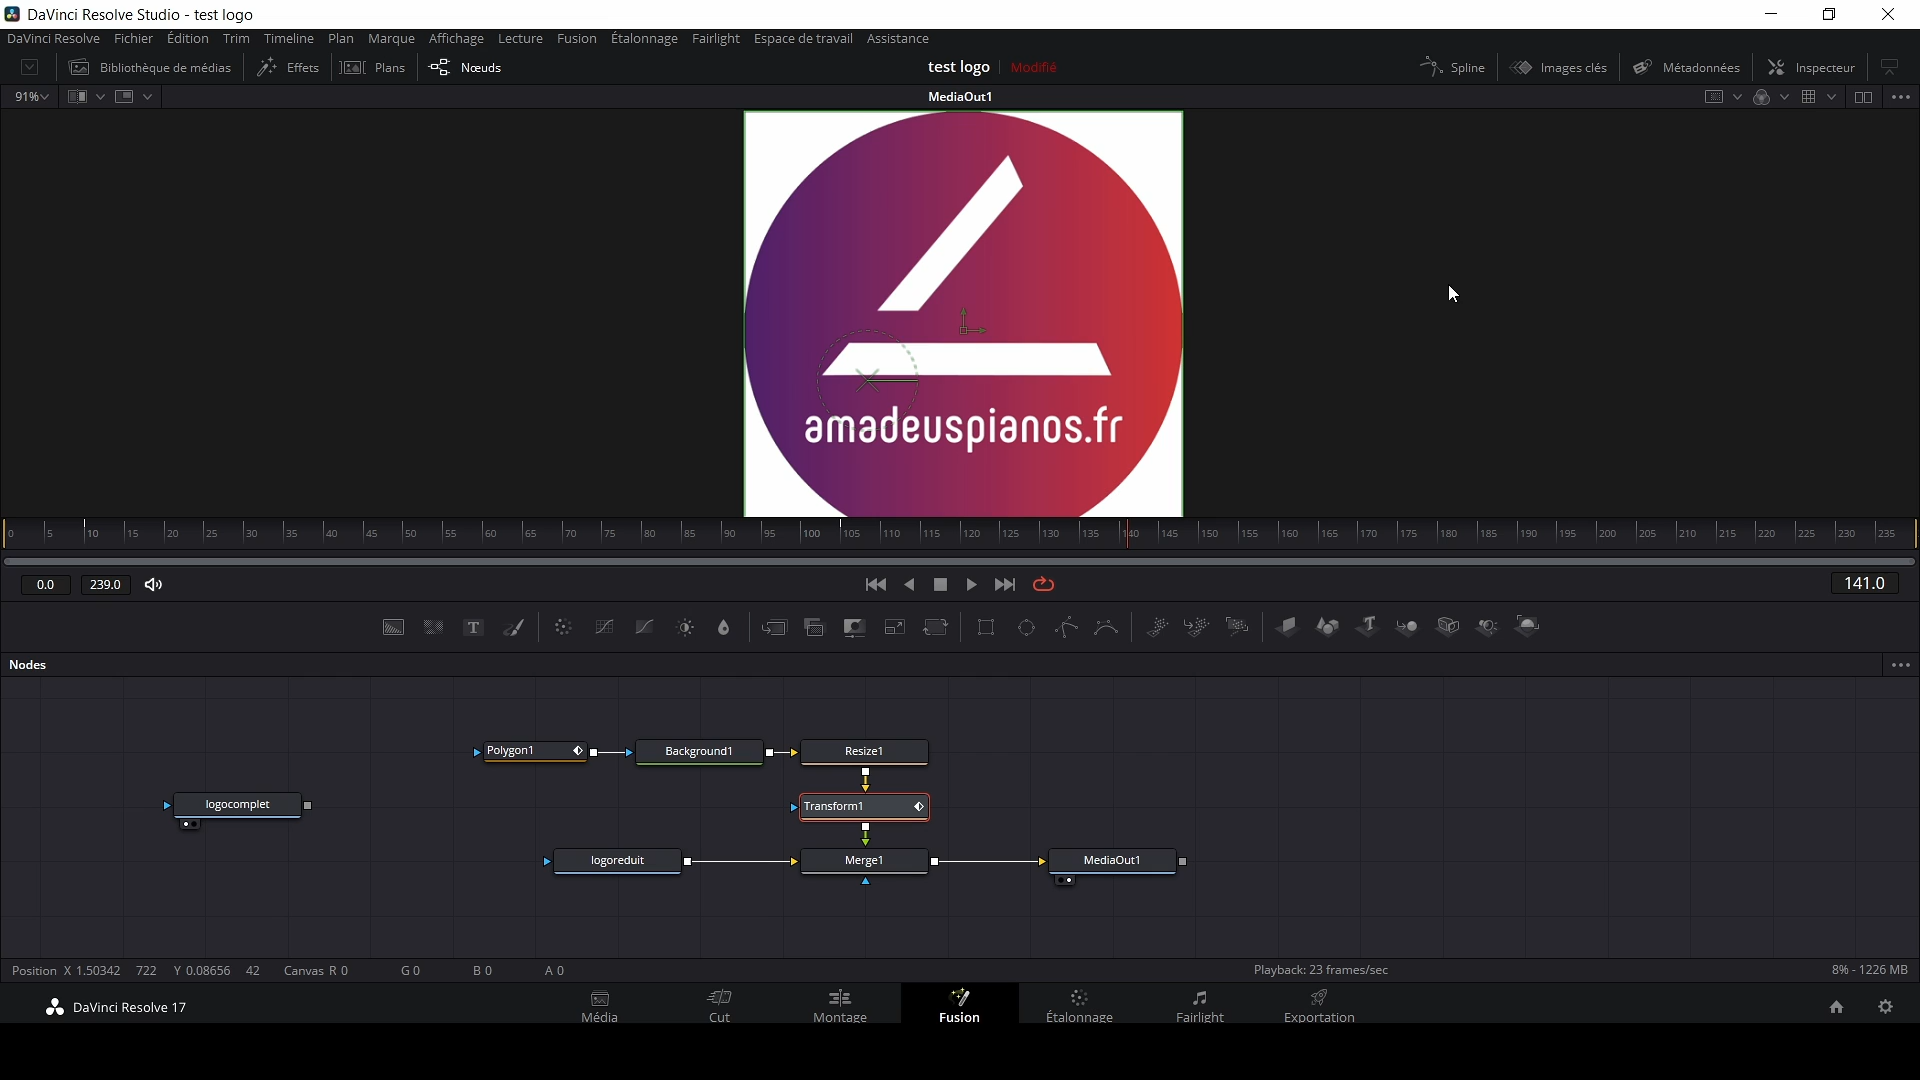 DaVinci Resolve Studio - test logo
DaVinci Resolve Fichier Édition Trim Timeline Plan Marque Affichage Lecture Fusion Étalonnage Fairlight Espace de travail Assistance
Bibliothèque de médias Effets Plans Nœuds test logo Modifié Spline Images clés Métadonnées Inspecteur
91% MediaOut1
amadeuspianos.fr
0 5 10 15 20 25 30 35 40 45 50 55 60 65 70 75 80 85 90 95 100 105 110 115 120 125 130 135 140 145 150 155 160 165 170 175 180 185 190 195 200 205 210 215 220 225 230 235
0.0 239.0 141.0
T
Nodes
Polygon1 Background1 Resize1
logocomplet Transform1
logoreduit Merge1 MediaOut1
Position X 1.50342 722 Y 0.08656 42 Canvas R 0 G 0 B 0 A 0 Playback: 23 frames/sec 8% - 1226 MB
DaVinci Resolve 17 Média Cut Montage Fusion Étalonnage Fairlight Exportation